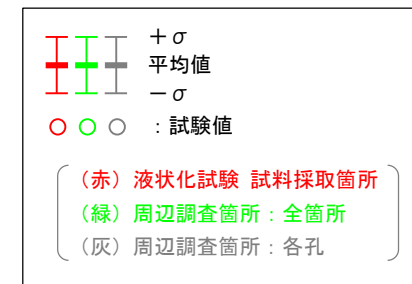 ＋σ
平均値
－σ
：試験値
（赤）液状化試験 試料採取箇所
（緑）周辺調査箇所：全箇所
（灰）周辺調査箇所：各孔